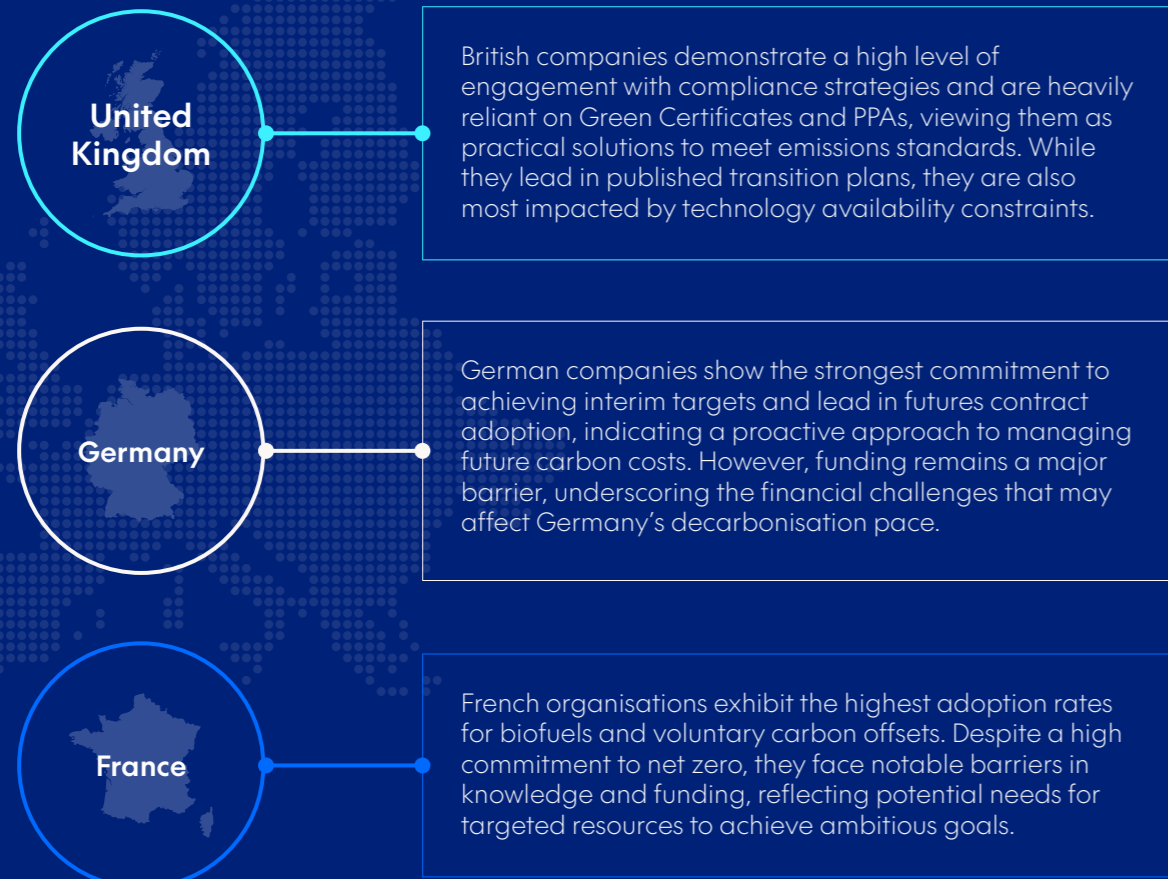 United
Kingdom
British companies demonstrate a high level of
engagement with compliance strategies and are heavily
reliant on Green Certificates and PPAs, viewing them as
practical solutions to meet emissions standards. While
they lead in published transition plans, they are also
most impacted by technology availability constraints.
Germany
German companies show the strongest commitment to
achieving interim targets and lead in futures contract
adoption, indicating a proactive approach to managing
future carbon costs. However, funding remains a major
barrier, underscoring the financial challenges that may
affect Germany’s decarbonisation pace.
France
French organisations exhibit the highest adoption rates
for biofuels and voluntary carbon offsets. Despite a high
commitment to net zero, they face notable barriers in
knowledge and funding, reflecting potential needs for
targeted resources to achieve ambitious goals.